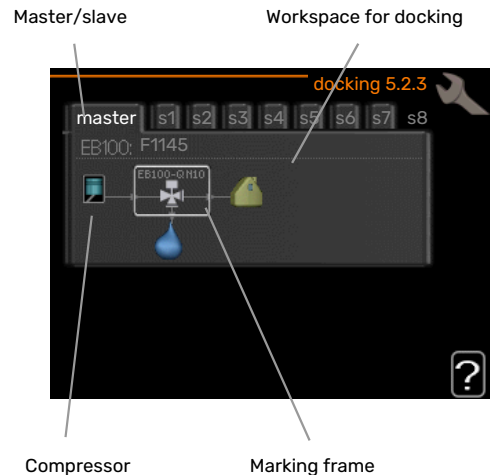 Master/slave
Workspace for docking
docking 5.2.3
master s1 s2 s3 s4 s5 s6 s7 s8
EB100: F1145
EB100-QN10
?
Compressor
Marking frame